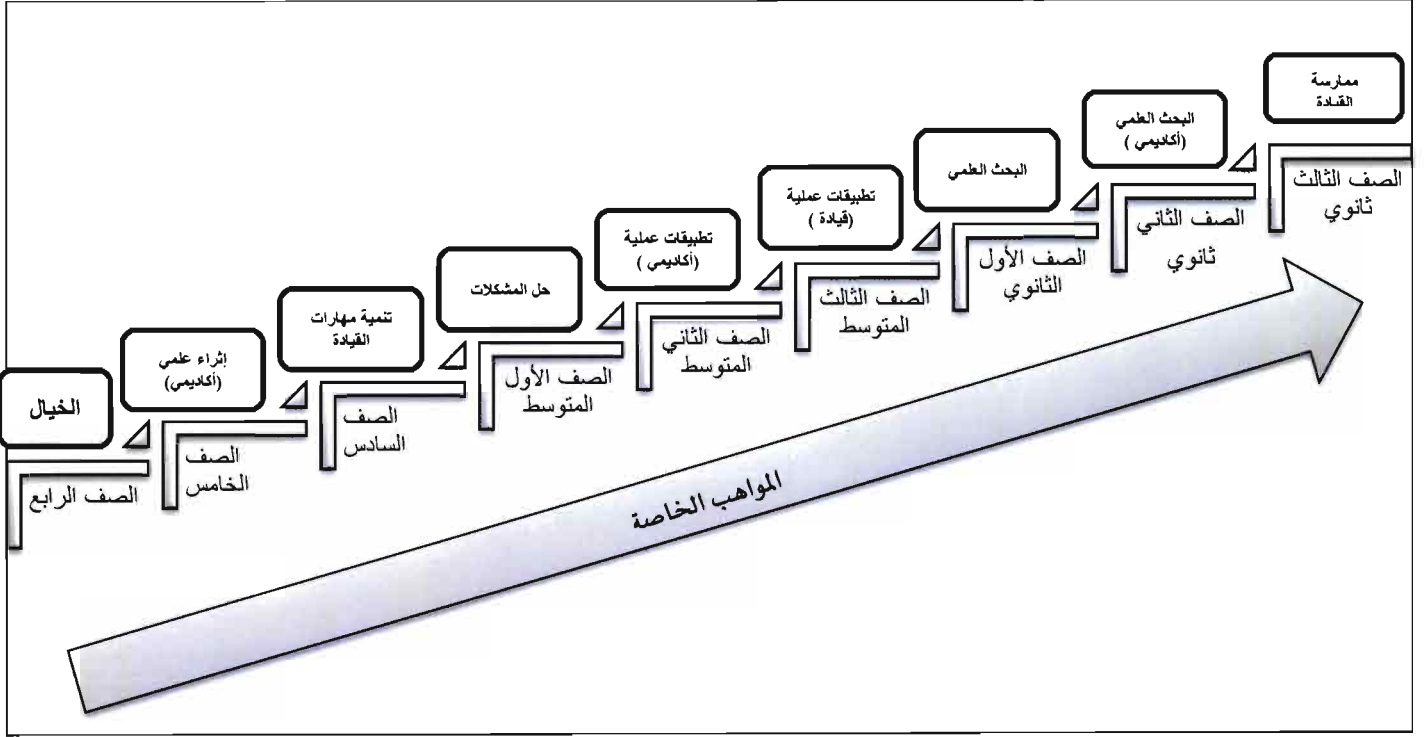 ممارسة
القيادة
الصف الثالث
ثانوي
البحث العلمي
(أكاديمي )
الصف الثاني
ثانوي
البحث العلمي
الصف الأول
الثانوي
تطبيقات عملية
(قيادة )
الصف الثالث
المتوسط
تطبيقات عملية
(أكاديمي )
الصف الثاني
المتوسط
حل المشكلات
الصف الأول
المتوسط
تنمية مهارات
القيادة
الصف
السادس
إثراء علمي
(أكاديمي)
الصف
الخامس
الخيال
الصف الرابع
المواهب الخاصة